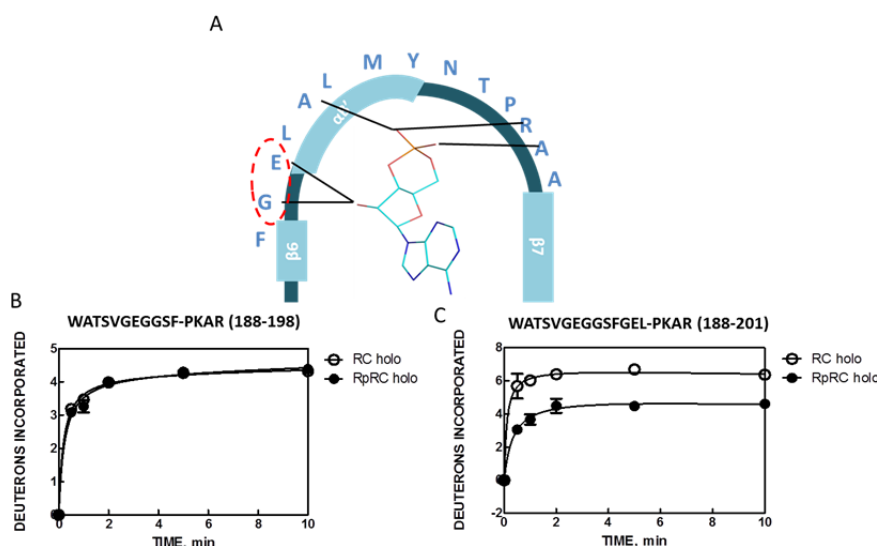 A
F G E L A L M Y N T P R A A
αC'
β6
β7
B
WATSVGEGGSF-PKAR (188-198)
DEUTERONS INCORPORATED
5
4
3
2
1
0
0 2 4 6 8 10
TIME, min
RC holo
RpRC holo
C
WATSVGEGGSFGEL-PKAR (188-201)
DEUTERONS INCORPORATED
8
6
4
2
0
-2
0 2 4 6 8 10
TIME, min
RC holo
RpRC holo